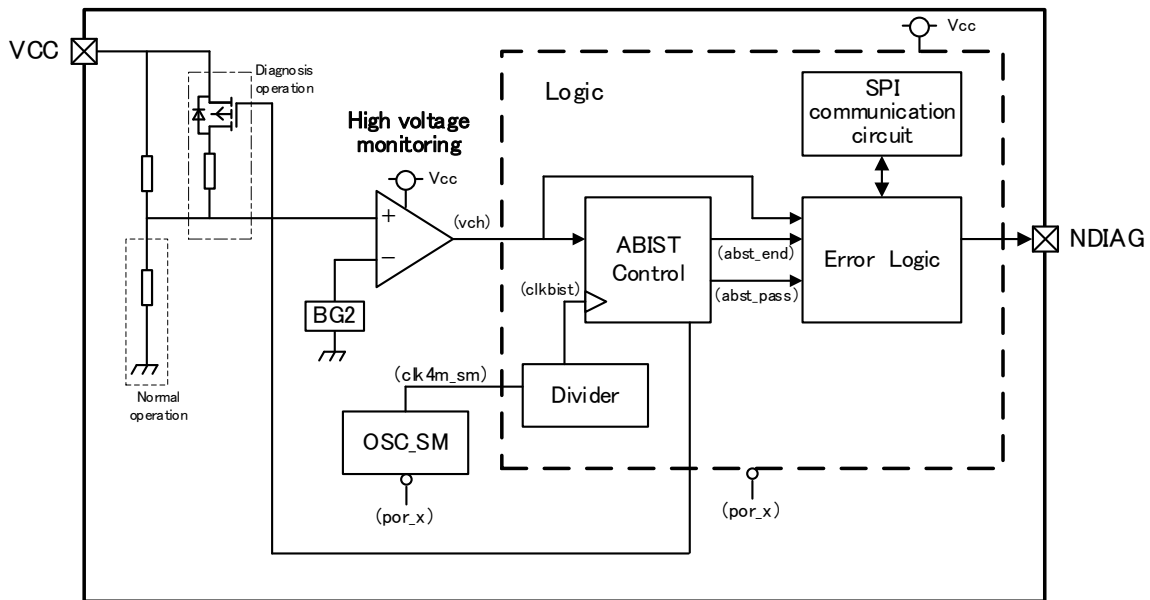 VCC
Diagnosis
operation
High voltage
monitoring
Vcc
+
−
(vch)
BG2
Normal
operation
(clk4m_sm)
OSC_SM
(por_x)
Vcc
Logic
SPI
communication
circuit
ABIST
Control
(clkbist)
(abst_end)
(abst_pass)
Error Logic
NDIAG
Divider
(por_x)